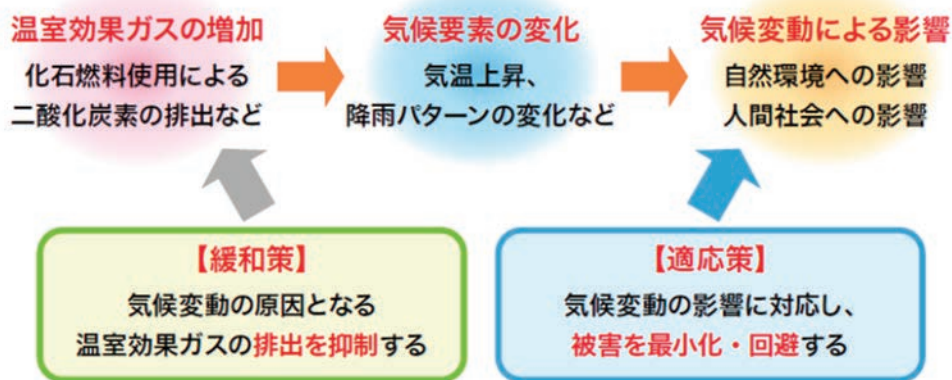 温室効果ガスの増加
化石燃料使用による
二酸化炭素の排出など
気候要素の変化
気温上昇、
降雨パターンの変化など
気候変動による影響
自然環境への影響
人間社会への影響
【緩和策】
気候変動の原因となる
温室効果ガスの排出を抑制する
【適応策】
気候変動の影響に対応し、
被害を最小化・回避する